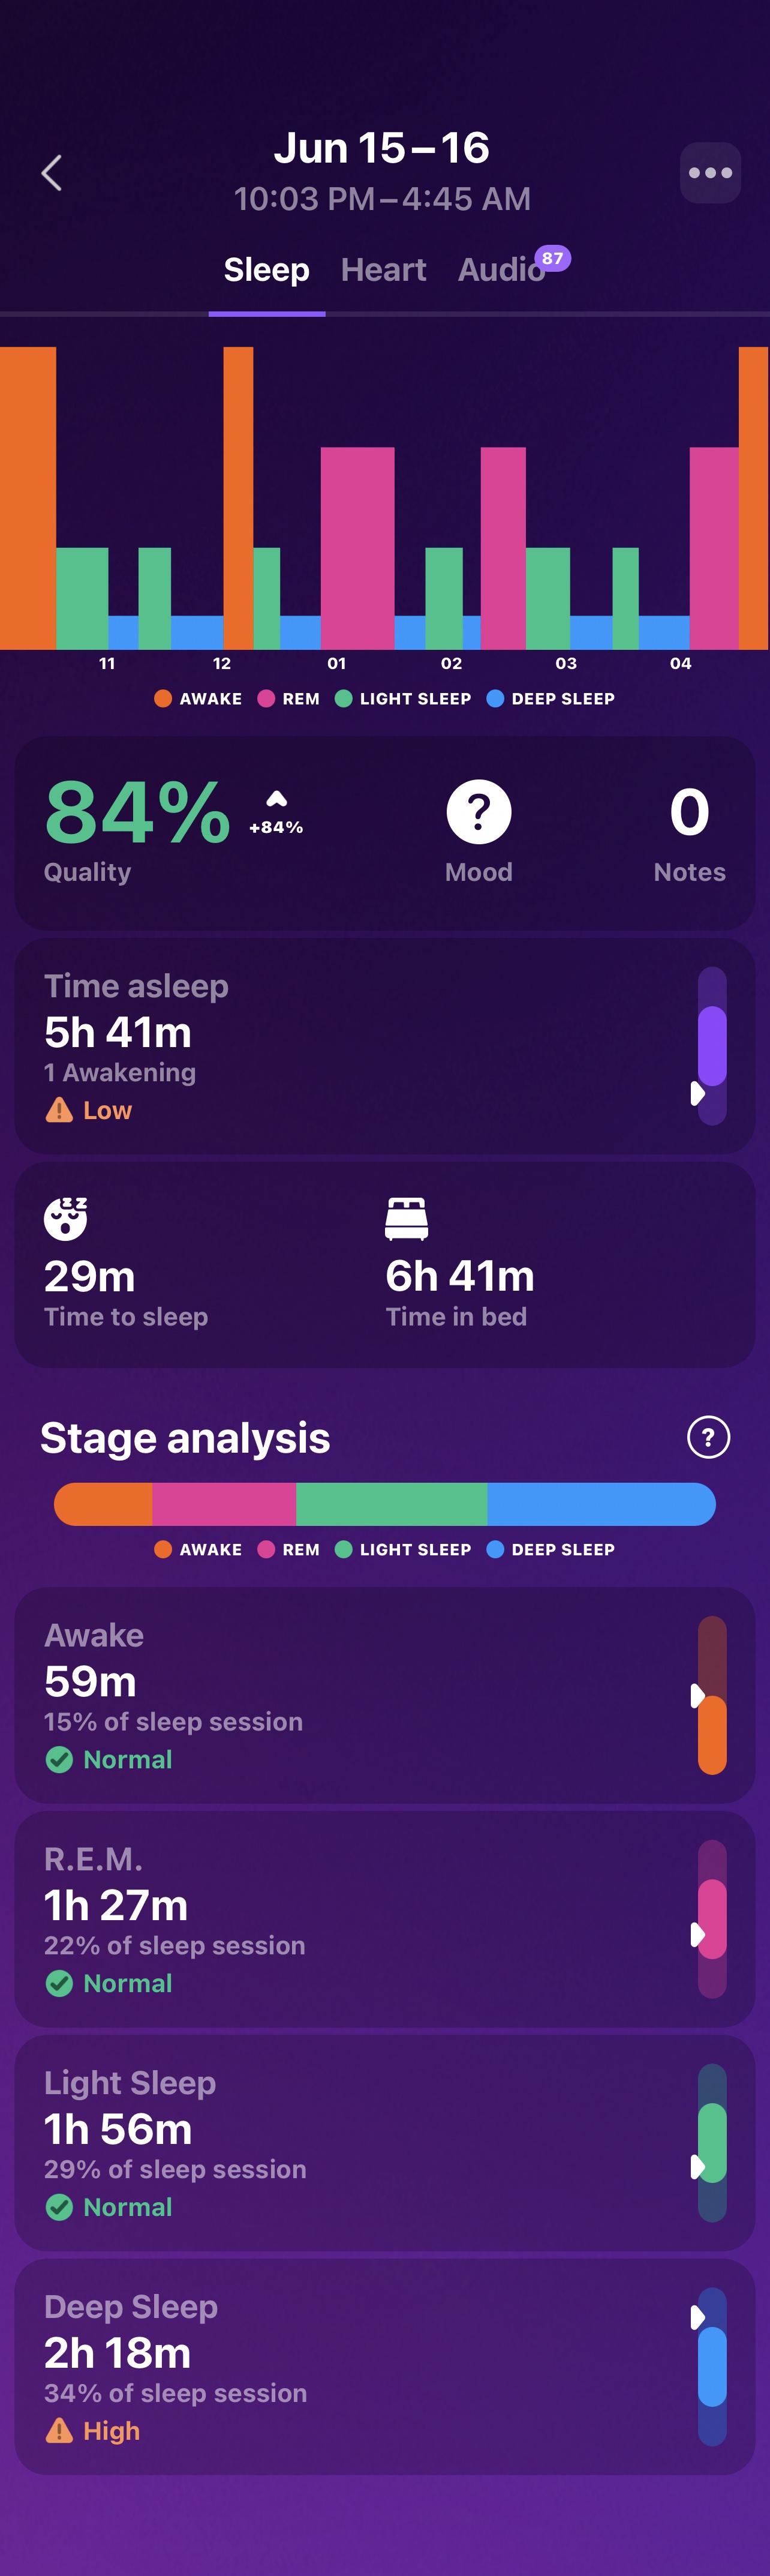 Jun 15–16
10:03 PM–4:45 AM
Sleep Heart Audio 87
11 12 01 02 03 04
AWAKE REM LIGHT SLEEP DEEP SLEEP
84% +84% ? 0
Quality Mood Notes
Time asleep
5h 41m
1 Awakening
Low
29m 6h 41m
Time to sleep Time in bed
Stage analysis ?
AWAKE REM LIGHT SLEEP DEEP SLEEP
Awake
59m
15% of sleep session
Normal
R.E.M.
1h 27m
22% of sleep session
Normal
Light Sleep
1h 56m
29% of sleep session
Normal
Deep Sleep
2h 18m
34% of sleep session
High